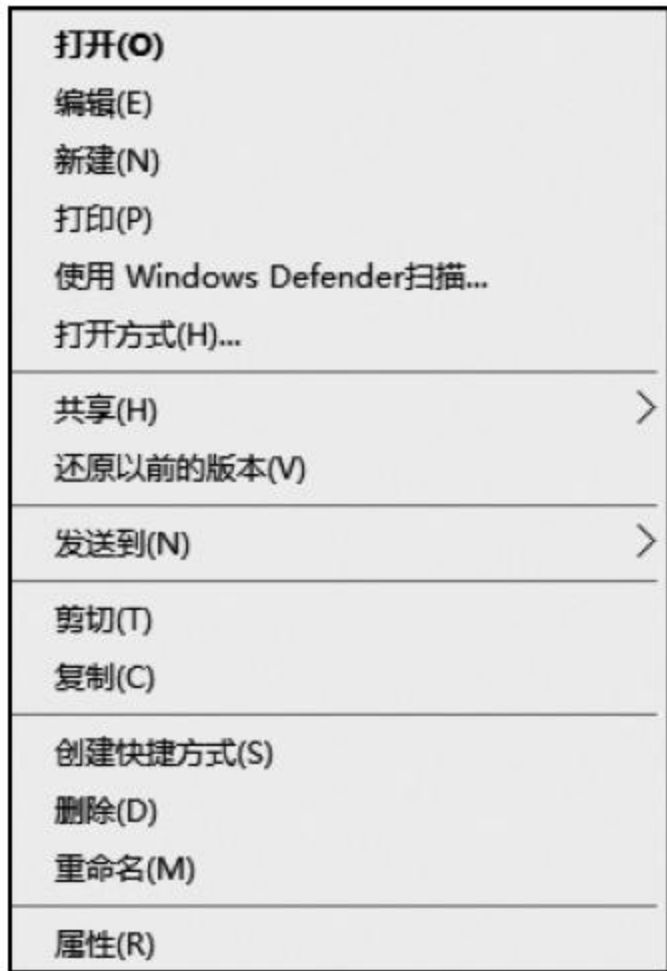 打开(O)
编辑(E)
新建(N)
打印(P)
使用 Windows Defender扫描...
打开方式(H)...
共享(H)
还原以前的版本(V)
发送到(N)
剪切(T)
复制(C)
创建快捷方式(S)
删除(D)
重命名(M)
属性(R)